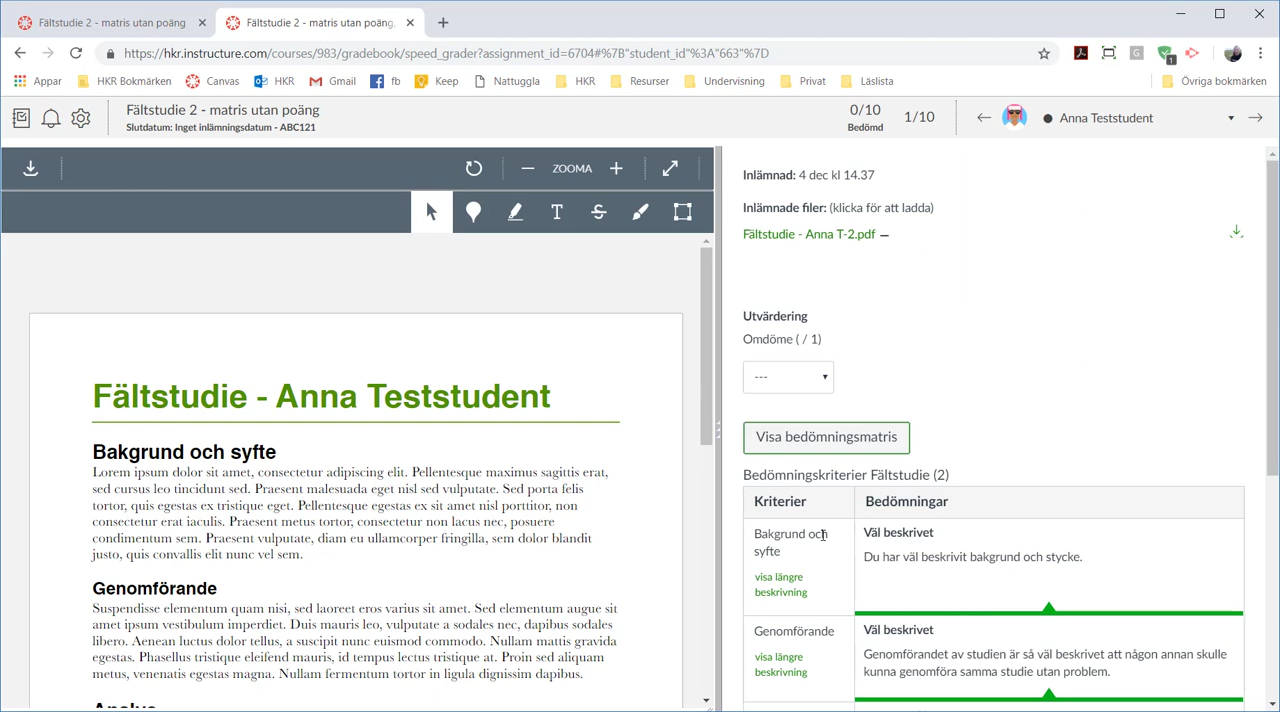 Fältstudie 2 - matris utan poäng
Fältstudie 2 - matris utan poäng,
https://hkr.instructure.com/courses/983/gradebook/speed_grader?assignment_id=6704#%7B"student_id"%3A"663"%7D
Appar HKR Bokmärken Canvas HKR Gmail fb Keep Nattuggla HKR Resurser Undervisning Privat Läslista Övriga bokmärken
Fältstudie 2 - matris utan poäng
Slutdatum: Inget inlämningsdatum - ABC121
0/10
Bedömd
1/10
Anna Teststudent
ZOOMA
T
Fältstudie - Anna Teststudent
Bakgrund och syfte
Lorem ipsum dolor sit amet, consectetur adipiscing elit. Pellentesque maximus sagittis erat,
sed cursus leo tincidunt sed. Praesent malesuada eget nisl sed vulputate. Sed porta felis
tortor, quis egestas ex tristique eget. Pellentesque egestas ex sit amet nisl porttitor, non
consectetur erat iaculis. Praesent metus tortor, consectetur non lacus nec, posuere
condimentum sem. Praesent vulputate, diam eu ullamcorper fringilla, sem dolor blandit
justo, quis convallis elit nunc vel sem.
Genomförande
Suspendisse elementum quam nisi, sed laoreet eros varius sit amet. Sed elementum augue sit
amet ipsum vestibulum imperdiet. Duis mauris leo, vulputate a sodales nec, dapibus sodales
libero. Aenean luctus dolor tellus, a suscipit nunc euismod commodo. Nullam mattis gravida
egestas. Phasellus tristique eleifend mauris, id tempus lectus tristique at. Proin sed aliquam
metus, venenatis egestas magna. Nullam fermentum tortor in ligula dignissim dapibus.
Analys
Inlämnad: 4 dec kl 14.37
Inlämnade filer: (klicka för att ladda)
Fältstudie - Anna T-2.pdf
Utvärdering
Omdöme ( / 1)
---
Visa bedömningsmatris
Bedömningskriterier Fältstudie (2)
Kriterier Bedömningar
Bakgrund och
syfte
visa längre
beskrivning
Väl beskrivet
Du har väl beskrivit bakgrund och stycke.
Genomförande
visa längre
beskrivning
Väl beskrivet
Genomförandet av studien är så väl beskrivet att någon annan skulle
kunna genomföra samma studie utan problem.